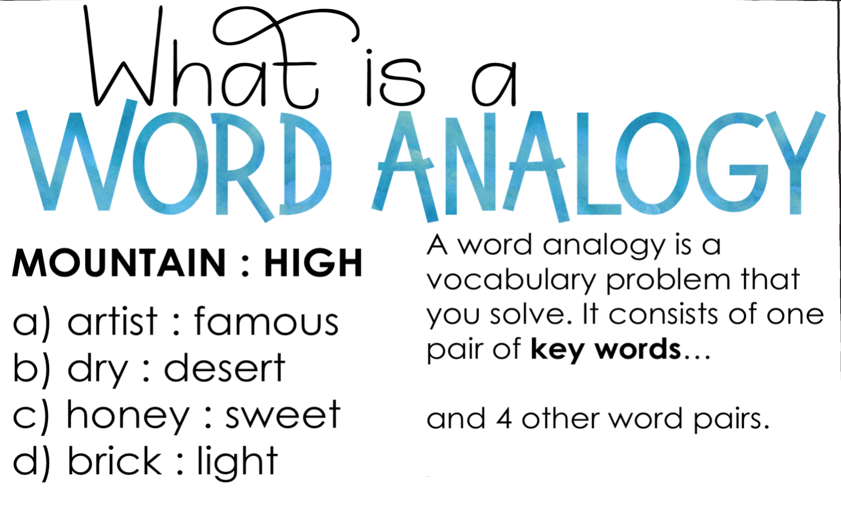 What is a
WORD ANALOGY
MOUNTAIN : HIGH
a) artist : famous
b) dry : desert
c) honey : sweet
d) brick : light
A word analogy is a
vocabulary problem that
you solve. It consists of one
pair of key words...
and 4 other word pairs.